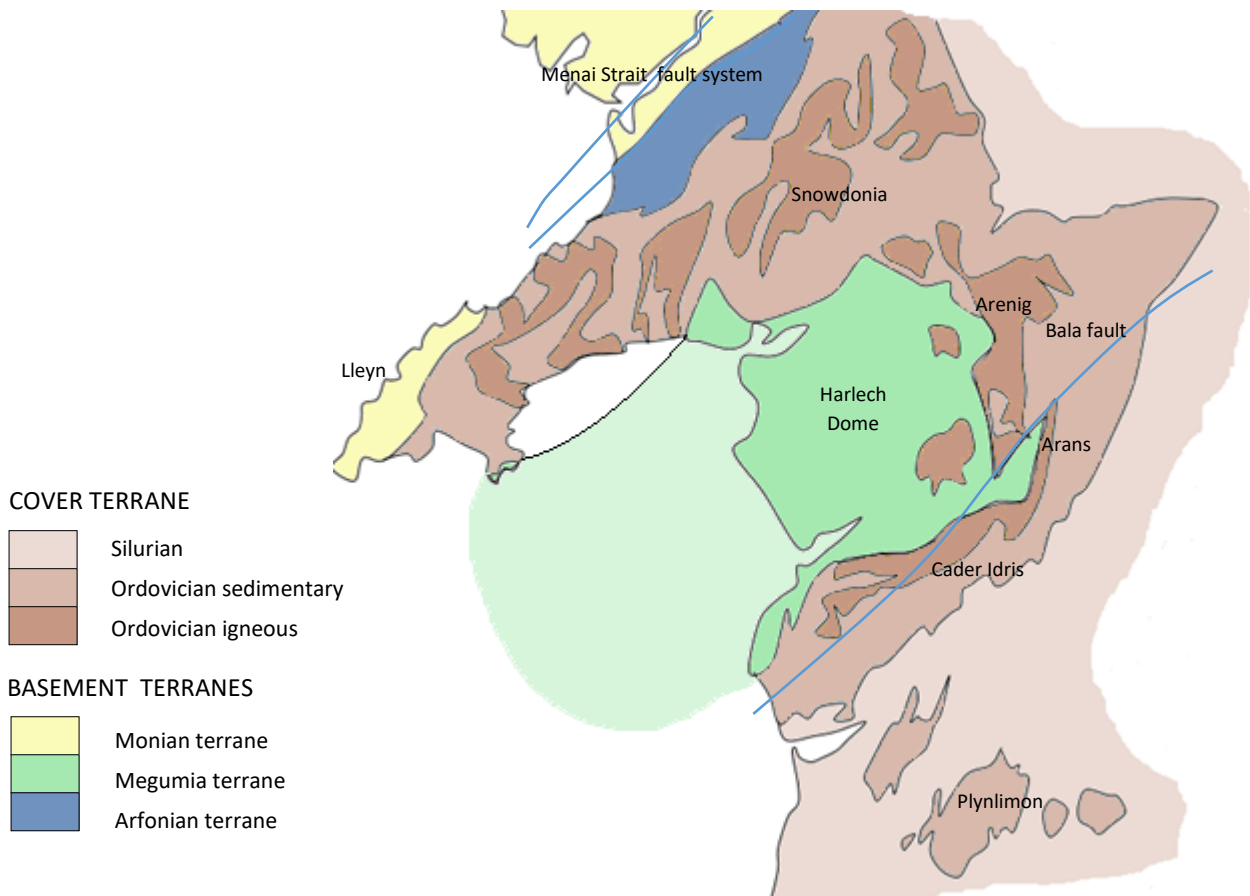 Menai Strait fault system
Snowdonia
Arenig
Bala fault
Lleyn
Harlech
Dome
Arans
COVER TERRANE
Silurian
Ordovician sedimentary
Ordovician igneous
Cader Idris
BASEMENT TERRANES
Monian terrane
Megumia terrane
Arfonian terrane
Plynlimon